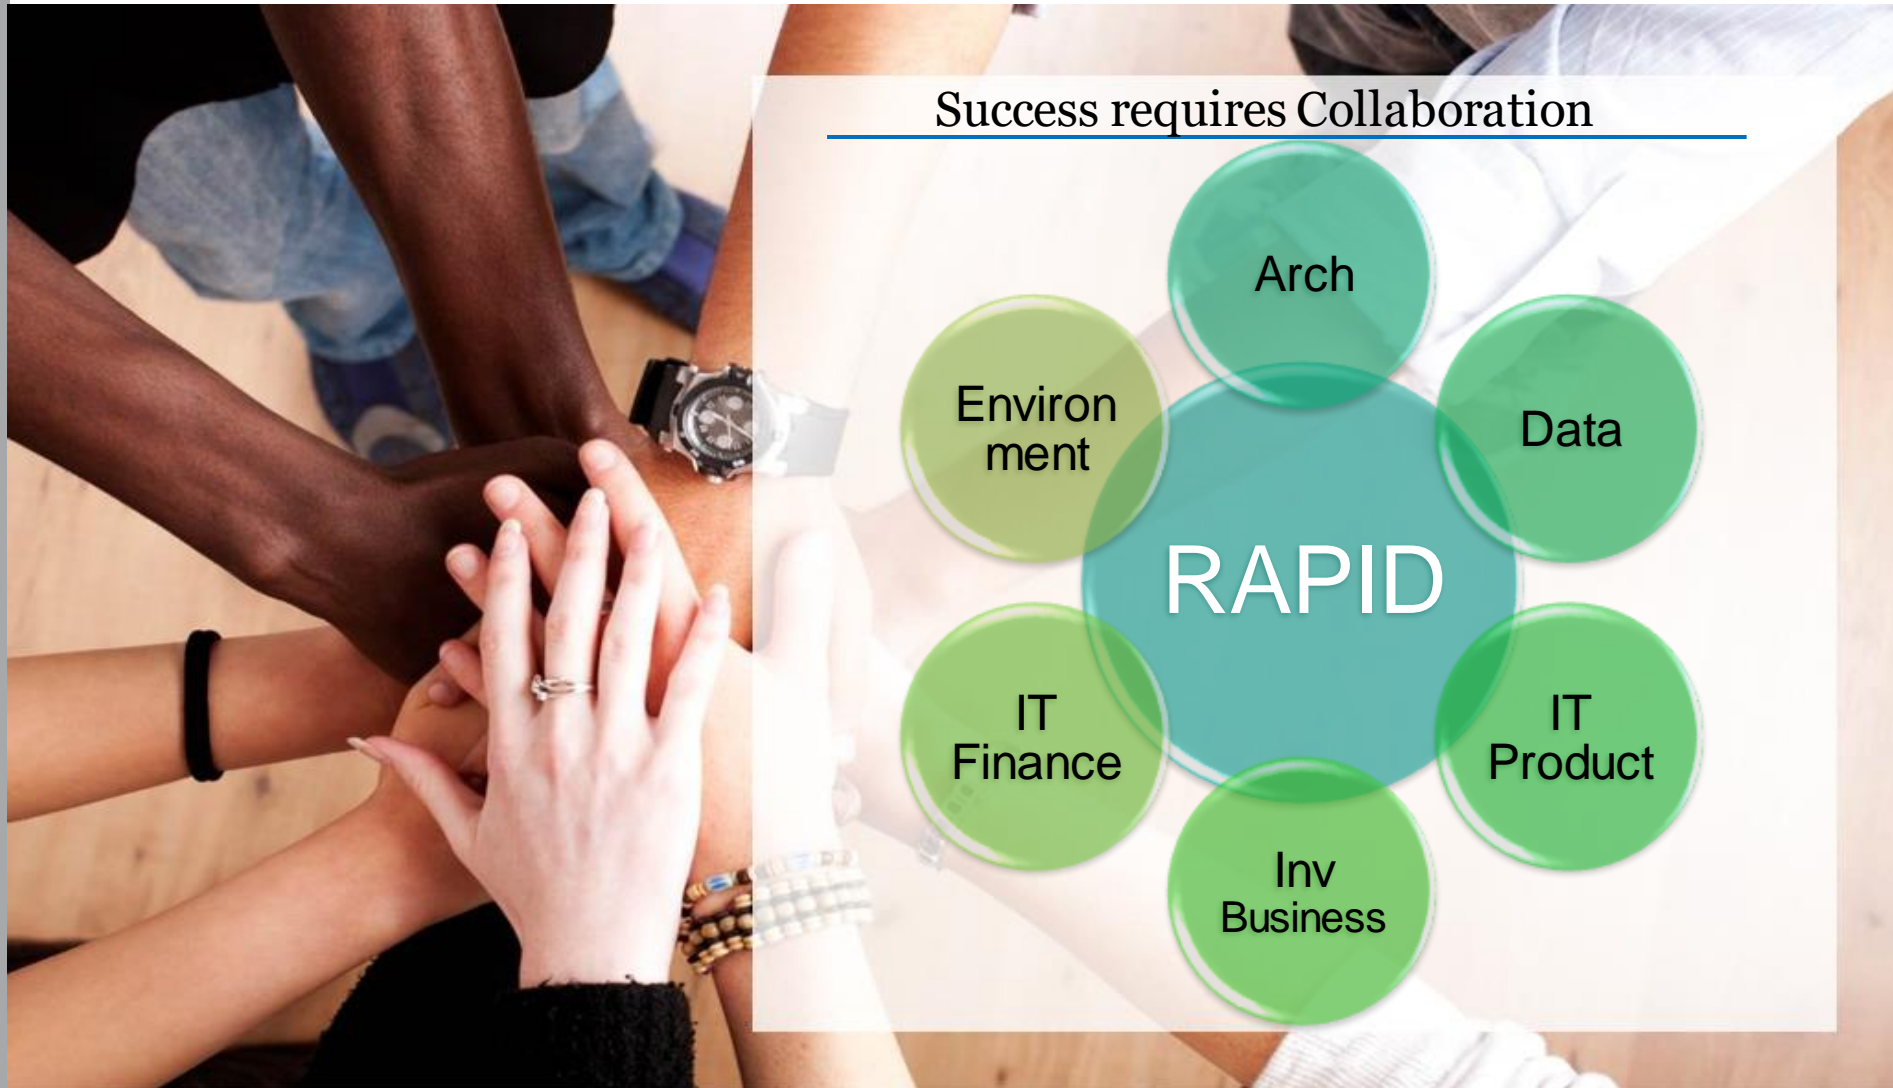 Success requires Collaboration
Arch
Data
IT
Product
Inv
Business
IT
Finance
Environ
ment
RAPID